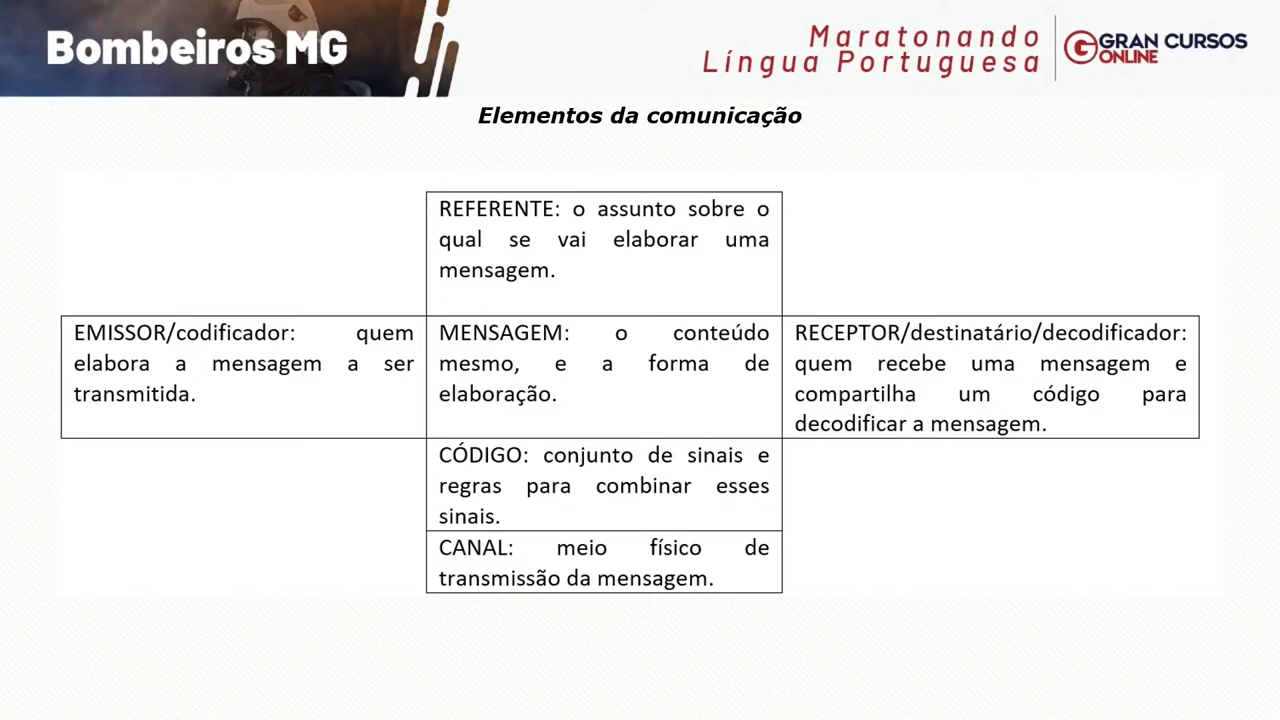 Bombeiros MG
Maratonando
Língua Portuguesa
GRAN CURSOS
ONLINE
Elementos da comunicação
REFERENTE: o assunto sobre o
qual se vai elaborar uma
mensagem.
EMISSOR/codificador: quem
elabora a mensagem a ser
transmitida.
MENSAGEM: o conteúdo
mesmo, e a forma de
elaboração.
RECEPTOR/destinatário/decodificador:
quem recebe uma mensagem e
compartilha um código para
decodificar a mensagem.
CÓDIGO: conjunto de sinais e
regras para combinar esses
sinais.
CANAL: meio físico de
transmissão da mensagem.